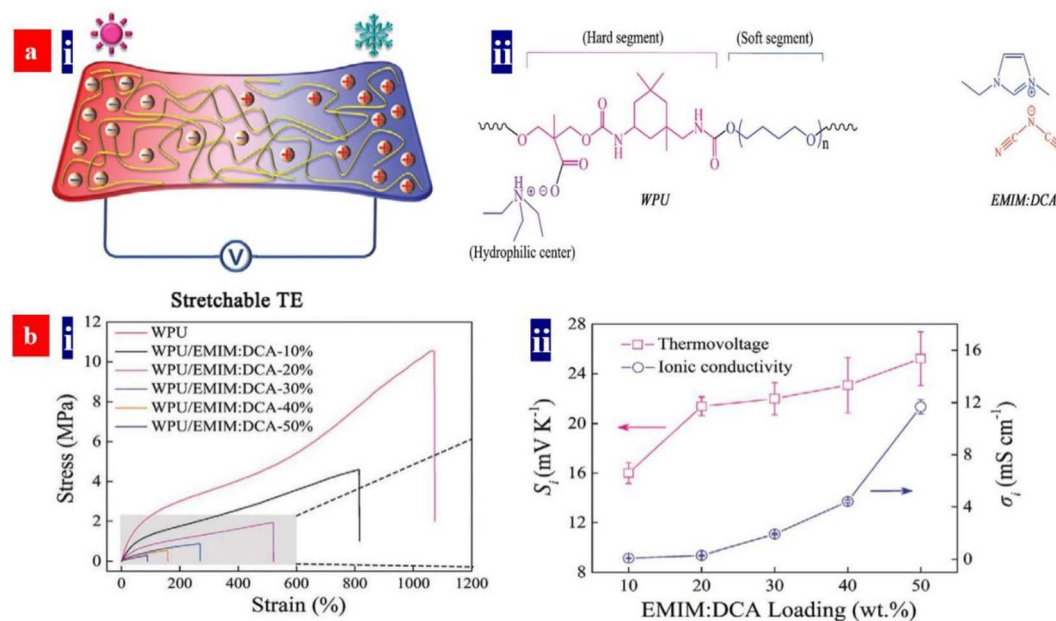 a
i
V
Stretchable TE
ii
(Hard segment)
(Soft segment)
O
O
O
O
N
H
H
N
O
O
O
O
n
O
O
H
N
⊕⊖
(Hydrophilic center)
WPU
N
N
⊕
⊖
N
N
C
C
EMIM:DCA
b
i
12
10
8
6
4
2
0
Stress (MPa)
WPU
WPU/EMIM:DCA-10%
WPU/EMIM:DCA-20%
WPU/EMIM:DCA-30%
WPU/EMIM:DCA-40%
WPU/EMIM:DCA-50%
0 200 400 600 800 1000 1200
Strain (%)
ii
28
24
20
16
12
8
Si (mV K-1)
Thermovoltage
Ionic conductivity
16
12
8
4
0
σi (mS cm-1)
10 20 30 40 50
EMIM:DCA Loading (wt.%)